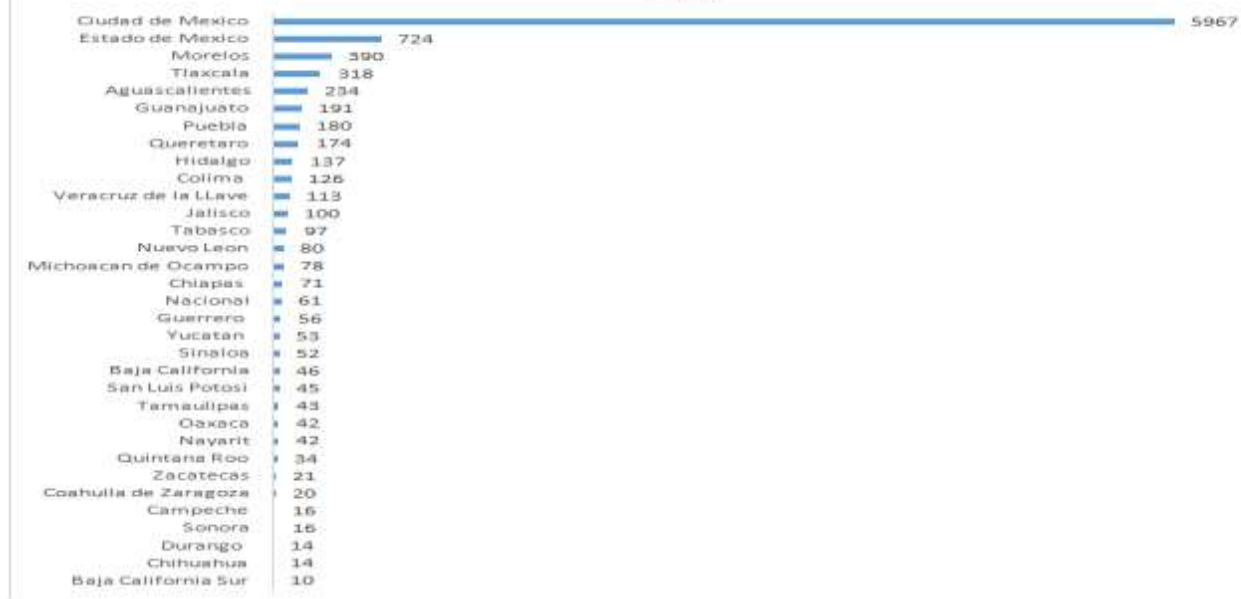 Ciudad de Mexico 5967
Estado de Mexico 724
Morelos 390
Tlaxcala 318
Aguascalientes 234
Guanajuato 191
Puebla 180
Queretaro 174
Hidalgo 137
Colima 126
Veracruz de la LLave 113
Jalisco 100
Tabasco 97
Nuevo Leon 80
Michoacan de Ocampo 78
Chiapas 71
Nacional 61
Guerrero 56
Yucatan 53
Sinaloa 52
Baja California 46
San Luis Potosi 45
Tamaulipas 43
Oaxaca 42
Nayarit 42
Quintana Roo 34
Zacatecas 21
Coahuila de Zaragoza 20
Campeche 16
Sonora 16
Durango 14
Chihuahua 14
Baja California Sur 10